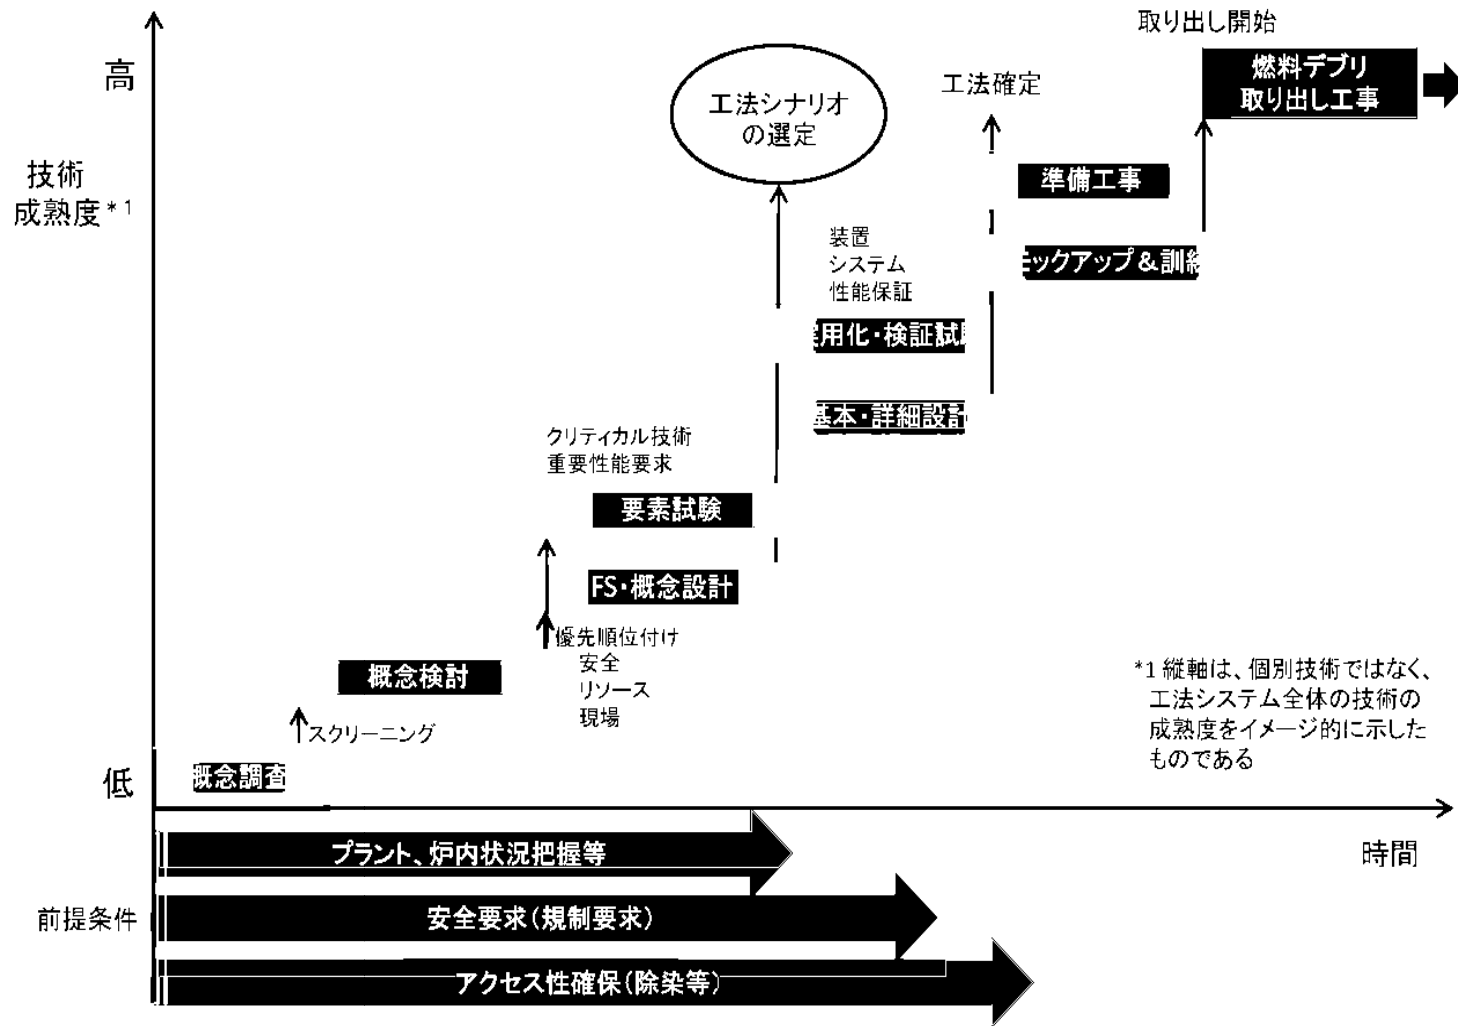 取り出し開始
高
燃料デブリ
取り出し工事
工法シナリオ
の選定
工法確定
技術
成熟度*1
準備工事
装置
システム
性能保証
モックアップ&訓練
実用化・検証試験
基本・詳細設計
クリティカル技術
重要性能要求
要素試験
FS・概念設計
優先順位付け
安全
リソース
現場
概念検討
スクリーニング
*1 縦軸は、個別技術ではなく、
工法システム全体の技術の
成熟度をイメージ的に示した
ものである
低
概念調査
プラント、炉内状況把握等
時間
前提条件
安全要求(規制要求)
アクセス性確保(除染等)